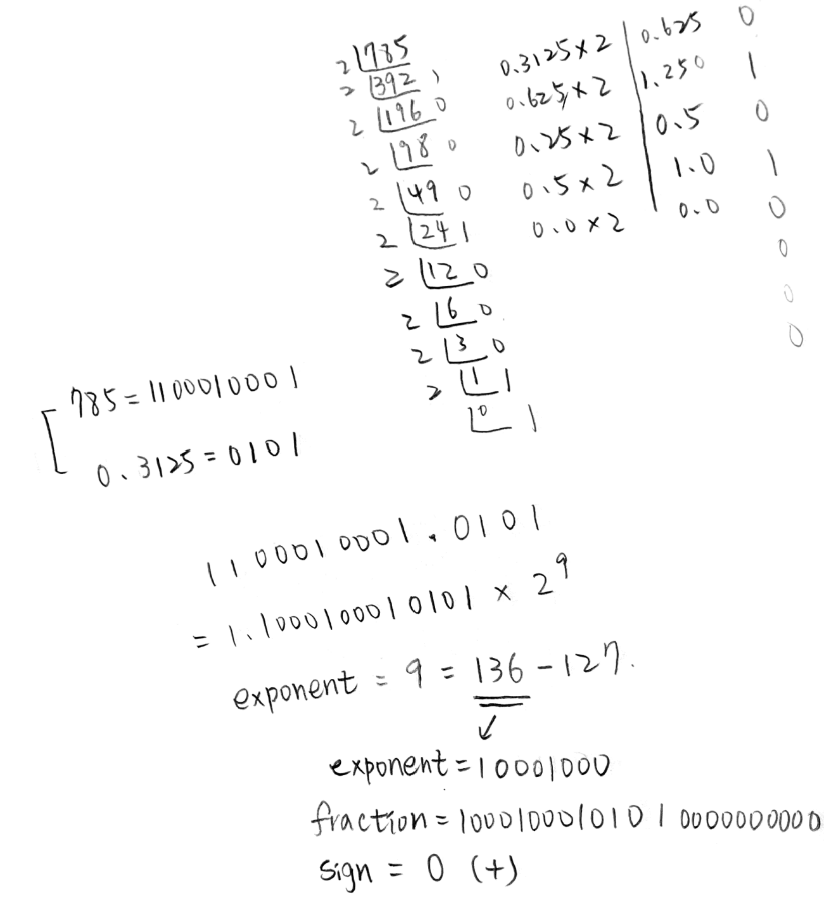 2 785
2 392 1
2 196 0
2 98 0
2 49 0
2 24 1
2 12 0
2 6 0
2 3 0
2 1 1
0 1
0.3125×2 | 0.625 0
0.625×2 | 1.250 1
0.25×2 | 0.5 0
0.5×2 | 1.0 1
0.0×2 | 0.0 0
0
0
0
785=1100010001
0.3125=0101
1100010001.0101
=1.1000100010101 × 2⁹
exponent = 9 = 136-127.
exponent=10001000
fraction=1000100010101 0000000000
sign = 0 (+)